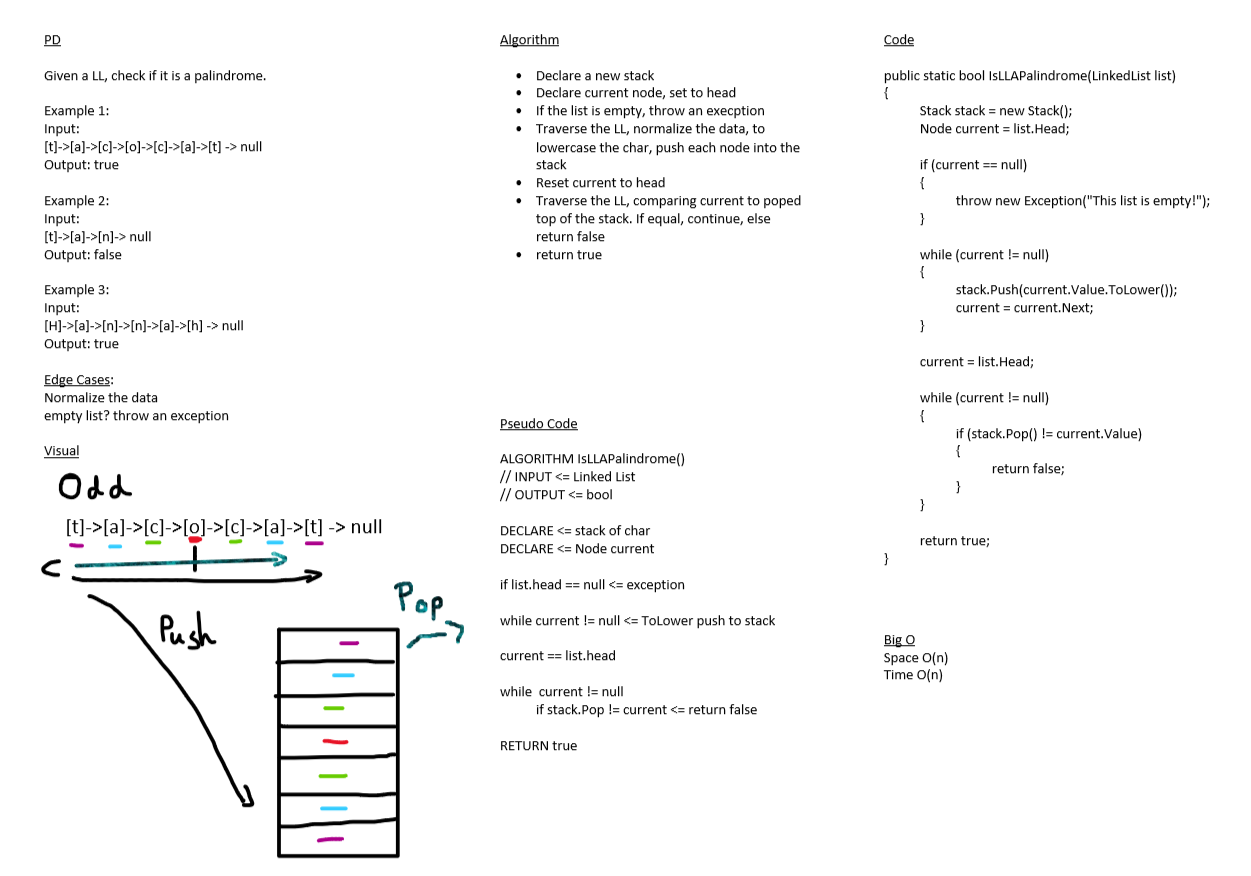 PD
Given a LL, check if it is a palindrome.
Example 1:
Input:
[t]->[a]->[c]->[o]->[c]->[a]->[t] -> null
Output: true
Example 2:
Input:
[t]->[a]->[n]-> null
Output: false
Example 3:
Input:
[H]->[a]->[n]->[n]->[a]->[h] -> null
Output: true
Edge Cases:
Normalize the data
empty list? throw an exception
Visual
Odd
[t]->[a]->[c]->[o]->[c]->[a]->[t] -> null
Push
Pop
Algorithm
• Declare a new stack
• Declare current node, set to head
• If the list is empty, throw an execption
• Traverse the LL, normalize the data, to
lowercase the char, push each node into the
stack
• Reset current to head
• Traverse the LL, comparing current to poped
top of the stack. If equal, continue, else
return false
• return true
Pseudo Code
ALGORITHM IsLLAPalindrome()
// INPUT <= Linked List
// OUTPUT <= bool
DECLARE <= stack of char
DECLARE <= Node current
if list.head == null <= exception
while current != null <= ToLower push to stack
current == list.head
while  current != null
if stack.Pop != current <= return false
RETURN true
Code
public static bool IsLLAPalindrome(LinkedList list)
{
Stack stack = new Stack();
Node current = list.Head;
if (current == null)
{
throw new Exception("This list is empty!");
}
while (current != null)
{
stack.Push(current.Value.ToLower());
current = current.Next;
}
current = list.Head;
while (current != null)
{
if (stack.Pop() != current.Value)
{
return false;
}
}
return true;
}
Big O
Space O(n)
Time O(n)